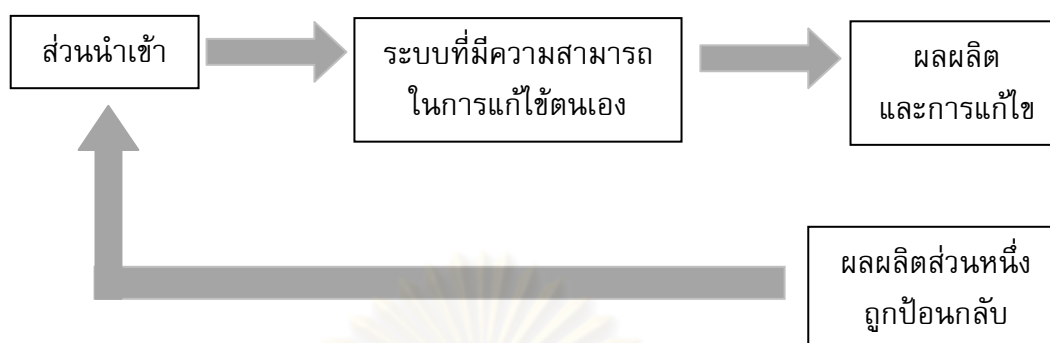 ส่วนนำเข้า
ระบบที่มีความสามารถ
ในการแก้ไข้ตนเอง
ผลผลิต
และการแก้ไข
ผลผลิตส่วนหนึ่ง
ถูกป้อนกลับ